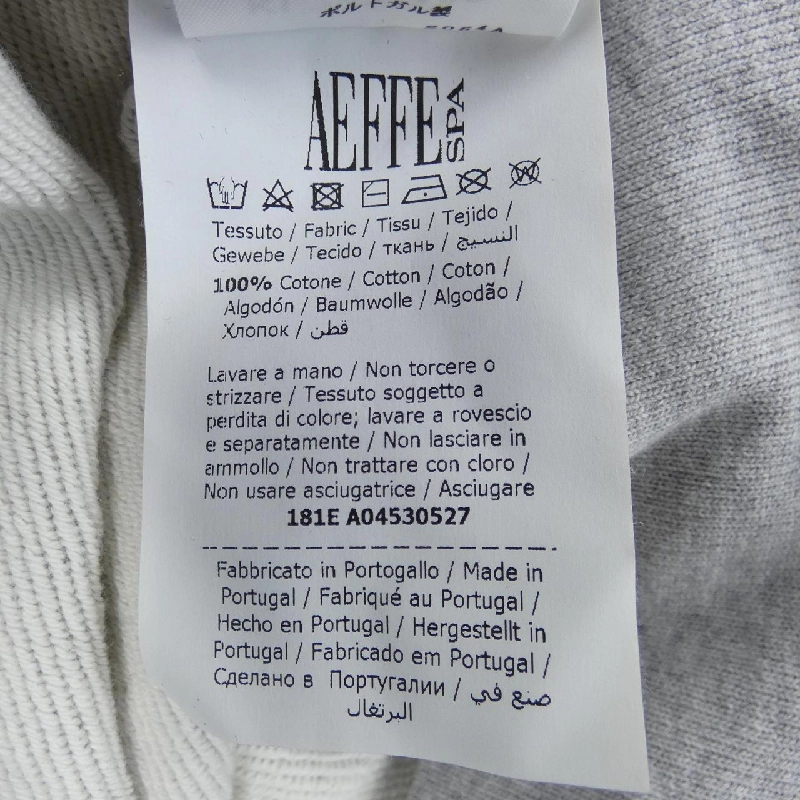 ポルトガル製
AEFFE SPA
Tessuto / Fabric / Tissu / Tejido /
Gewebe / Tecido / ткань / النسيج
100% Cotone / Cotton / Coton /
Algodón / Baumwolle / Algodão /
Хлопок / قطن
Lavare a mano / Non torcere o
strizzare / Tessuto soggetto a
perdita di colore; lavare a rovescio
e separatamente / Non lasciare in
ammollo / Non trattare con cloro /
Non usare asciugatrice / Asciugare
181E A04530527
Fabbricato in Portogallo / Made in
Portugal / Fabriqué au Portugal /
Hecho en Portugal / Hergestellt in
Portugal / Fabricado em Portugal /
Сделано в Португалии / صنع في
البرتغال